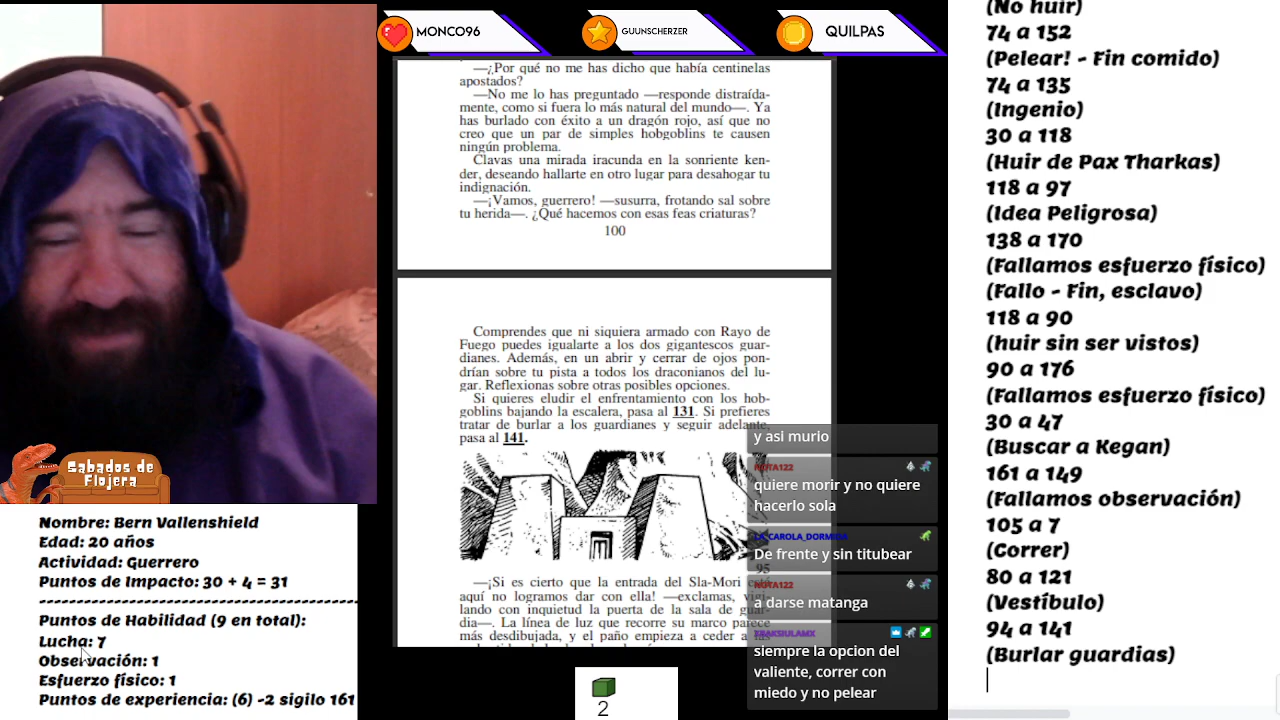 MONCO96
GUUNSCHERZER
QUILPAS
—¿Por qué no me has dicho que había centinelas
apostados?
—No me lo has preguntado —responde distraída-
mente, como si fuera lo más natural del mundo—. Ya
has burlado con éxito a un dragón rojo, así que no
creo que un par de simples hobgoblins te causen
ningún problema.
Clavas una mirada iracunda en la sonriente ken-
der, deseando hallarte en otro lugar para desahogar tu
indignación.
—¡Vamos, guerrero! —susurra, frotando sal sobre
tu herida—. ¿Qué hacemos con esas feas criaturas?
100
Comprendes que ni siquiera armado con Rayo de
Fuego puedes igualarte a los dos gigantescos guar-
dianes. Además, en un abrir y cerrar de ojos pon-
drían sobre tu pista a todos los draconianos del lu-
gar. Reflexionas sobre otras posibles opciones.
Si quieres eludir el enfrentamiento con los hob-
goblins bajando la escalera, pasa al 131. Si prefieres
tratar de burlar a los guardianes y seguir adelante,
pasa al 141.
95
—¡Si es cierto que la entrada del Sla-Mori está
aquí no logramos dar con ella! —exclamas, vigi-
lando con inquietud la puerta de la sala de guar-
dia—. La línea de luz que recorre su marco parece
más desdibujada, y el paño empieza a ceder a
y asi murio
quiere morir y no quiere
hacerlo sola
LA_CAROLA_DORMIDA
De frente y sin titubear
a darse matanga
siempre la opcion del
valiente, correr con
miedo y no pelear
2
Sabados de
Flojera
Nombre: Bern Vallenshield
Edad: 20 años
Actividad: Guerrero
Puntos de Impacto: 30 + 4 = 31
Puntos de Habilidad (9 en total):
Lucha: 7
Observación: 1
Esfuerzo físico: 1
Puntos de experiencia: (6) -2 sigilo 161
(No huir)
74 a 152
(Pelear! - Fin comido)
74 a 135
(Ingenio)
30 a 118
(Huir de Pax Tharkas)
118 a 97
(Idea Peligrosa)
138 a 170
(Fallamos esfuerzo físico)
(Fallo - Fin, esclavo)
118 a 90
(huir sin ser vistos)
90 a 176
(Fallamos esfuerzo físico)
30 a 47
(Buscar a Kegan)
161 a 149
(Fallamos observación)
105 a 7
(Correr)
80 a 121
(Vestíbulo)
94 a 141
(Burlar guardias)